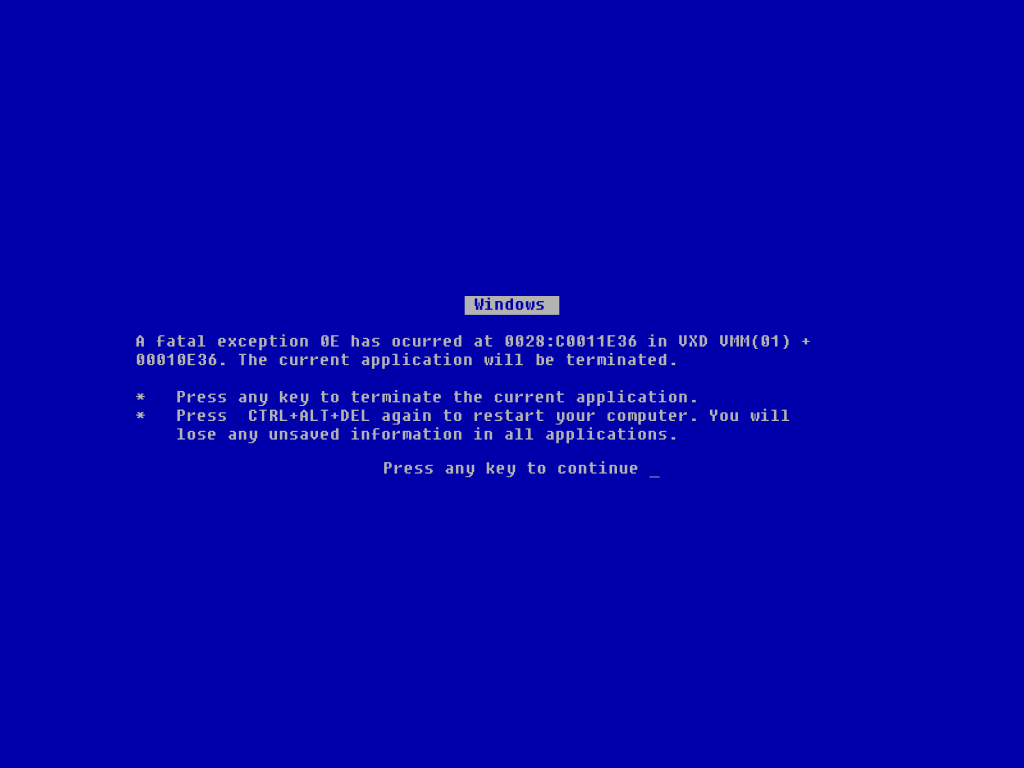 Windows
A fatal exception 0E has ocurred at 0028:C0011E36 in VXD VMM(01) +
00010E36. The current application will be terminated.
*   Press any key to terminate the current application.
*   Press  CTRL+ALT+DEL again to restart your computer. You will
    lose any unsaved information in all applications.
Press any key to continue _